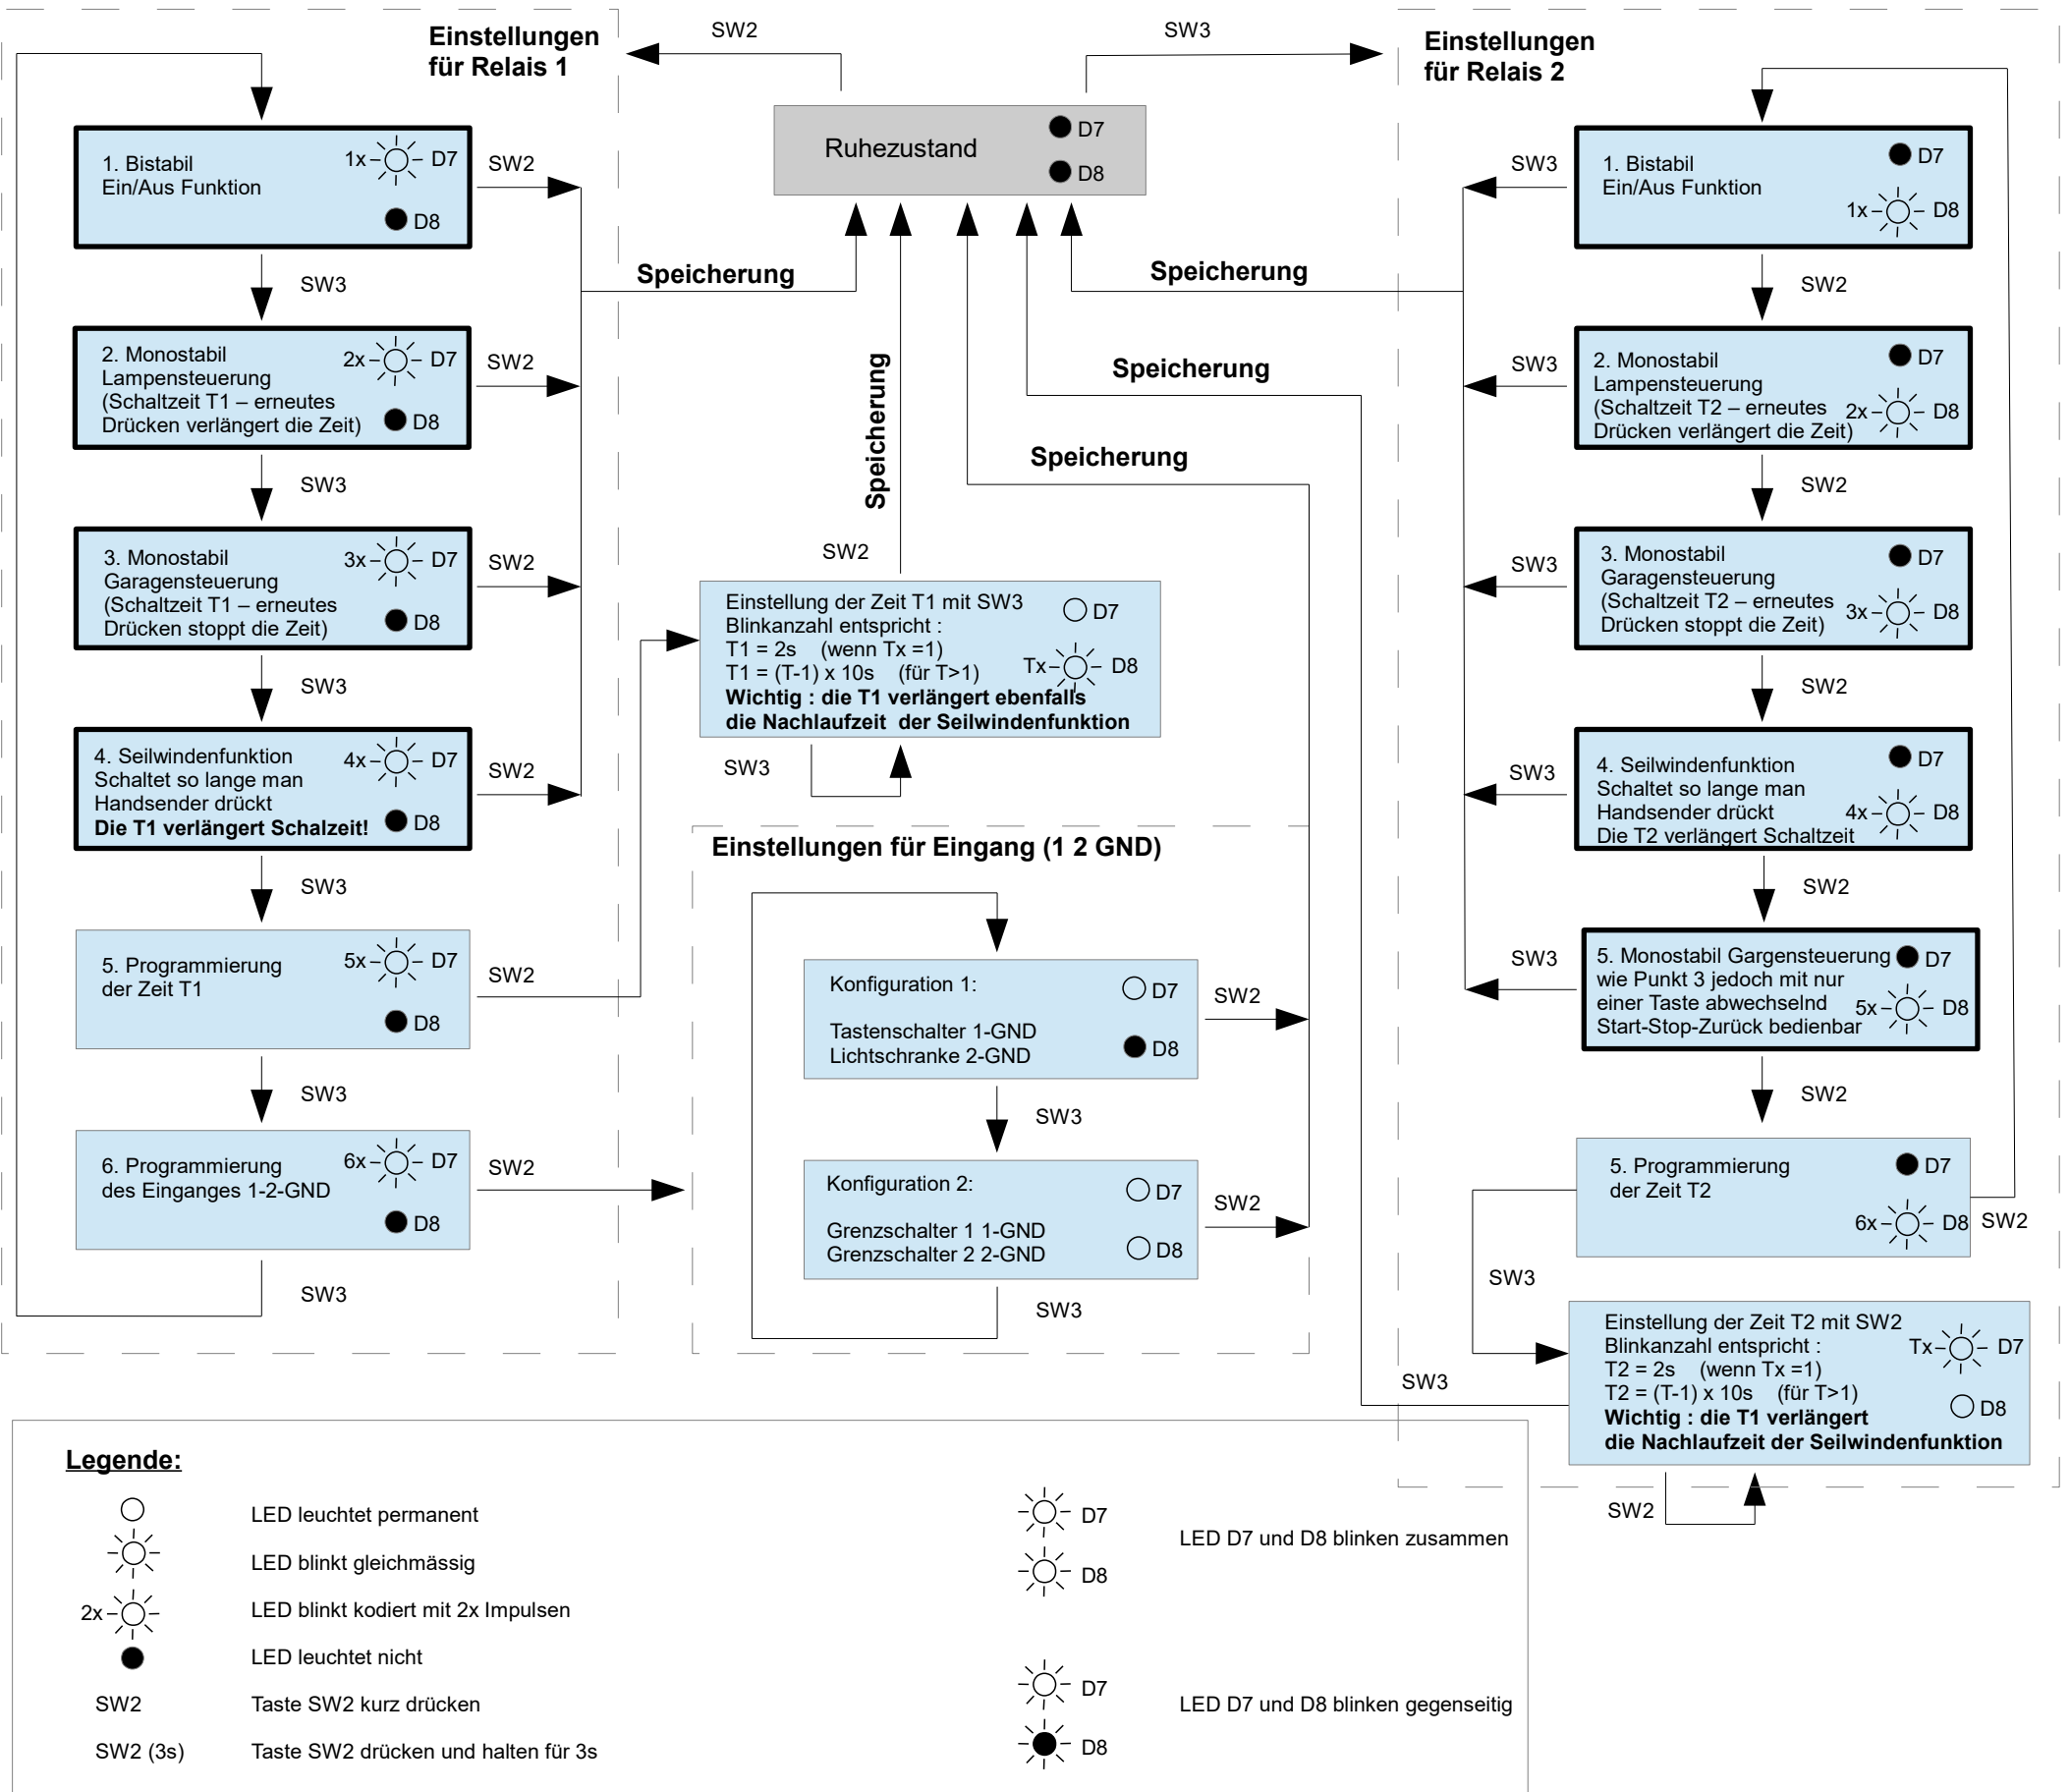 Einstellungen
für Relais 1
SW2
SW3
Einstellungen
für Relais 2
Ruhezustand
D7
D8
1. Bistabil
Ein/Aus Funktion
1x
D7
D8
SW2
SW3
2. Monostabil
Lampensteuerung
(Schaltzeit T1 – erneutes
Drücken verlängert die Zeit)
2x
D7
D8
SW2
SW3
3. Monostabil
Garagensteuerung
(Schaltzeit T1 – erneutes
Drücken stoppt die Zeit)
3x
D7
D8
SW2
SW3
4. Seilwindenfunktion
Schaltet so lange man
Handsender drückt
Die T1 verlängert Schalzeit!
4x
D7
D8
SW2
SW3
5. Programmierung
der Zeit T1
5x
D7
D8
SW2
SW3
6. Programmierung
des Einganges 1-2-GND
6x
D7
D8
SW2
SW3
Speicherung
Speicherung
Speicherung
Speicherung
Speicherung
SW2
Einstellung der Zeit T1 mit SW3
Blinkanzahl entspricht :
T1 = 2s (wenn Tx =1)
T1 = (T-1) x 10s (für T>1)
Wichtig : die T1 verlängert ebenfalls
die Nachlaufzeit der Seilwindenfunktion
D7
Tx
D8
SW3
Einstellungen für Eingang (1 2 GND)
Konfiguration 1:
Tastenschalter 1-GND
Lichtschranke 2-GND
D7
D8
SW2
SW3
Konfiguration 2:
Grenzschalter 1 1-GND
Grenzschalter 2 2-GND
D7
D8
SW2
SW3
1. Bistabil
Ein/Aus Funktion
D7
1x
D8
SW3
SW2
2. Monostabil
Lampensteuerung
(Schaltzeit T2 – erneutes
Drücken verlängert die Zeit)
D7
2x
D8
SW3
SW2
3. Monostabil
Garagensteuerung
(Schaltzeit T2 – erneutes
Drücken stoppt die Zeit)
D7
3x
D8
SW3
SW2
4. Seilwindenfunktion
Schaltet so lange man
Handsender drückt
Die T2 verlängert Schaltzeit
D7
4x
D8
SW3
SW2
5. Monostabil Gargensteuerung
wie Punkt 3 jedoch mit nur
einer Taste abwechselnd
Start-Stop-Zurück bedienbar
D7
5x
D8
SW3
SW2
5. Programmierung
der Zeit T2
D7
6x
D8
SW2
SW3
Einstellung der Zeit T2 mit SW2
Blinkanzahl entspricht :
T2 = 2s (wenn Tx =1)
T2 = (T-1) x 10s (für T>1)
Wichtig : die T1 verlängert
die Nachlaufzeit der Seilwindenfunktion
Tx
D7
D8
SW3
SW2
Legende:
LED leuchtet permanent
LED blinkt gleichmässig
2x
LED blinkt kodiert mit 2x Impulsen
LED leuchtet nicht
SW2 Taste SW2 kurz drücken
SW2 (3s) Taste SW2 drücken und halten für 3s
D7
D8
LED D7 und D8 blinken zusammen
D7
D8
LED D7 und D8 blinken gegenseitig